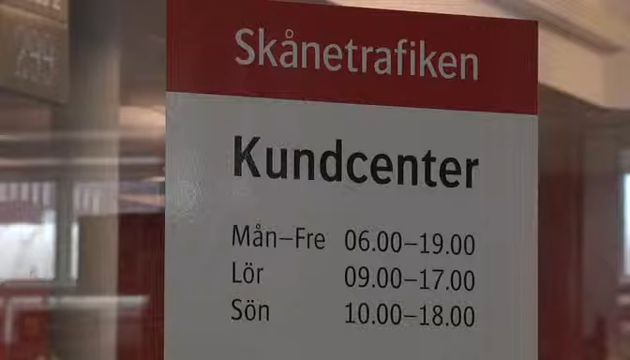 Skånetrafiken
Kundcenter
Mån–Fre 06.00–19.00
Lör 09.00–17.00
Sön 10.00–18.00